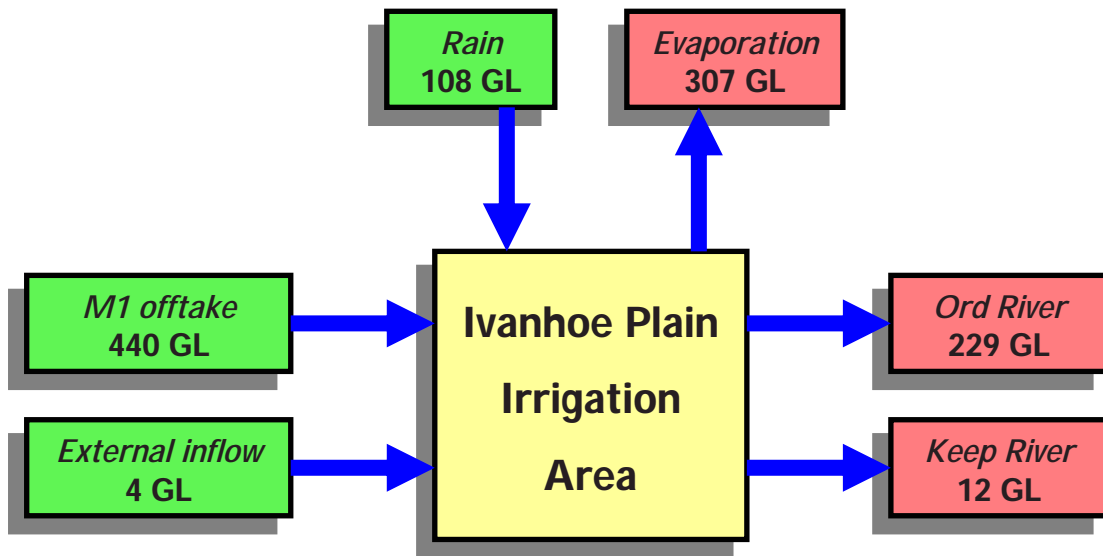 Rain
108 GL
Evaporation
307 GL
M1 offtake
440 GL
External inflow
4 GL
Ivanhoe Plain
Irrigation
Area
Ord River
229 GL
Keep River
12 GL